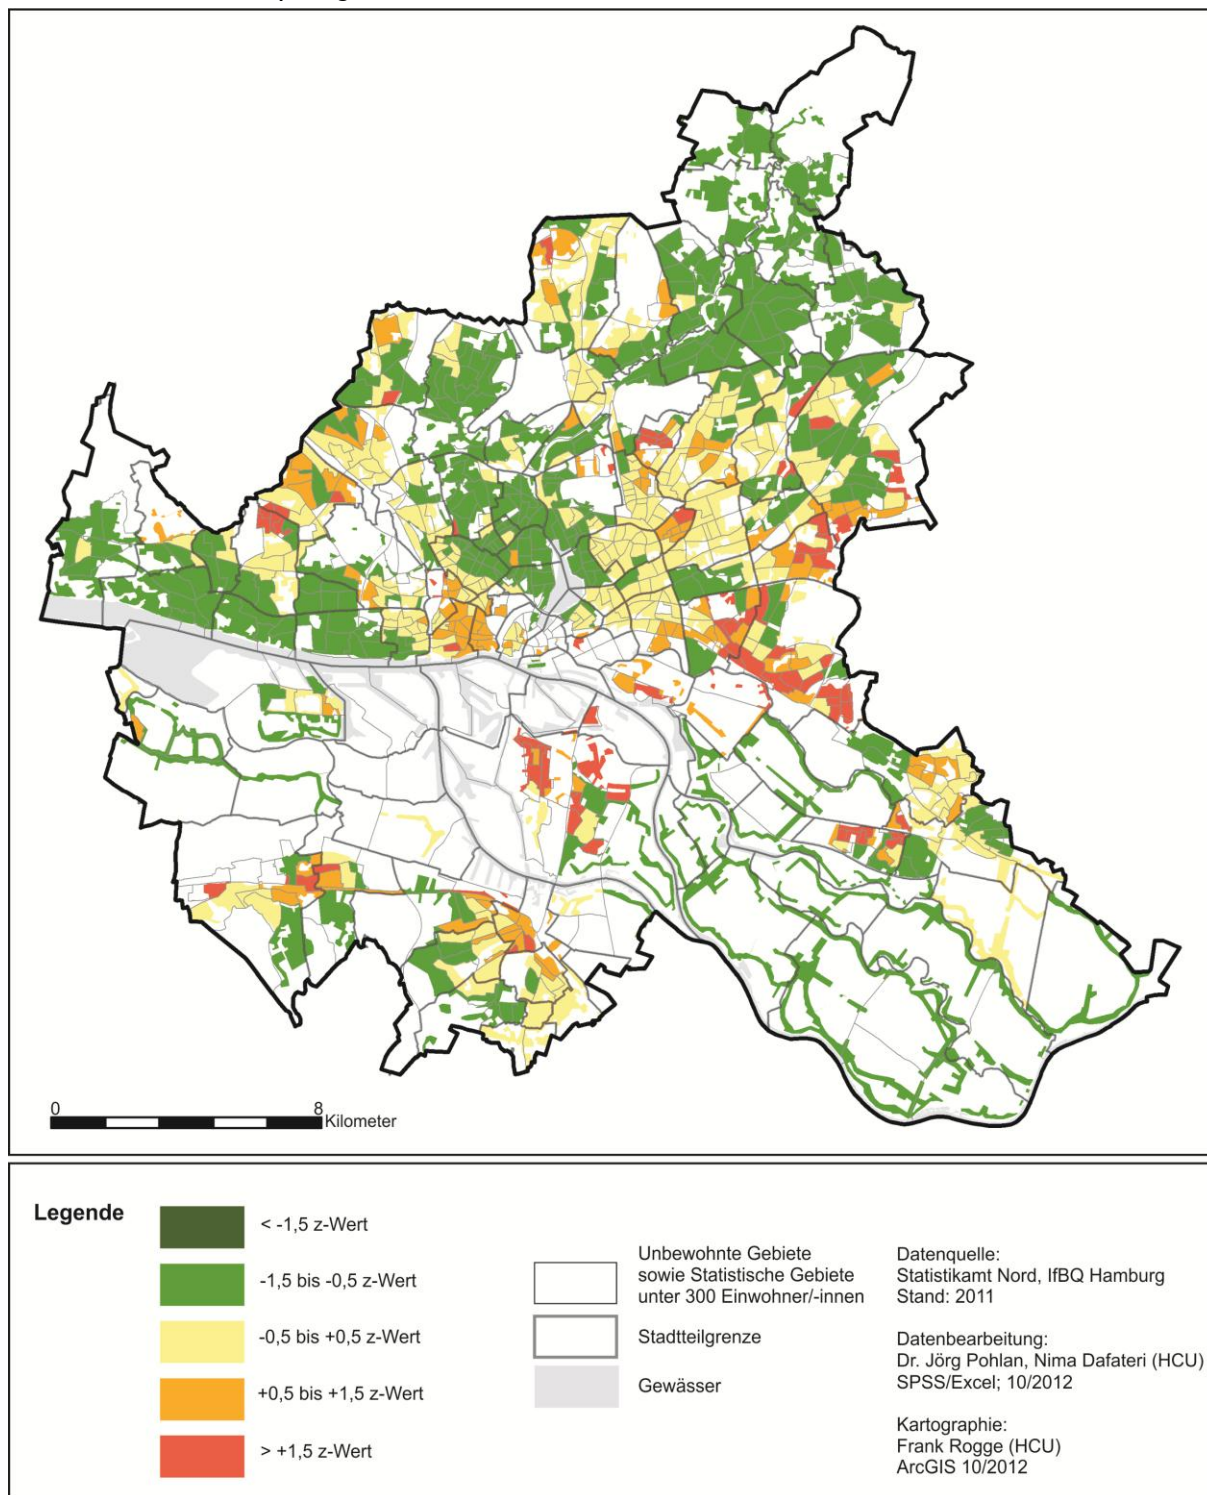 0
8
Kilometer
Legende
< -1,5 z-Wert
-1,5 bis -0,5 z-Wert
-0,5 bis +0,5 z-Wert
+0,5 bis +1,5 z-Wert
> +1,5 z-Wert
Unbewohnte Gebiete
sowie Statistische Gebiete
unter 300 Einwohner/-innen
Stadtteilgrenze
Gewässer
Datenquelle:
Statistikamt Nord, IfBQ Hamburg
Stand: 2011
Datenbearbeitung:
Dr. Jörg Pohlan, Nima Dafateri (HCU)
SPSS/Excel; 10/2012
Kartographie:
Frank Rogge (HCU)
ArcGIS 10/2012